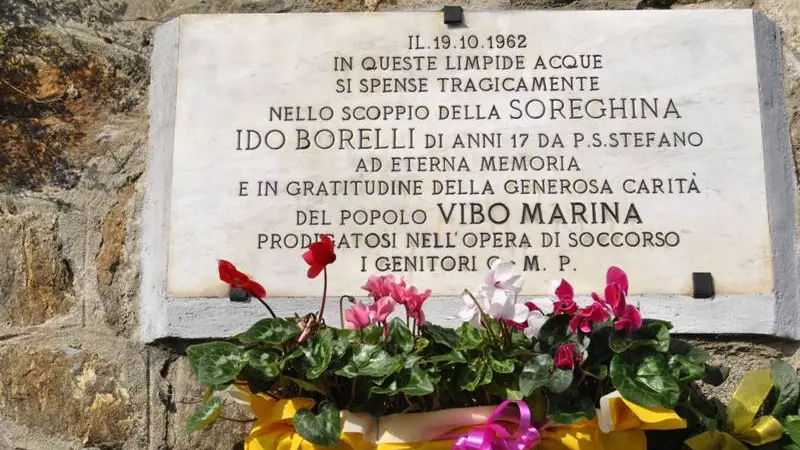 IL.19.10.1962
IN QUESTE LIMPIDE ACQUE
SI SPENSE TRAGICAMENTE
NELLO SCOPPIO DELLA SOREGHINA
IDO BORELLI DI ANNI 17 DA P.S.STEFANO
AD ETERNA MEMORIA
E IN GRATITUDINE DELLA GENEROSA CARITÀ
DEL POPOLO VIBO MARINA
PRODIGATOSI NELL'OPERA DI SOCCORSO
I GENITORI M. P.